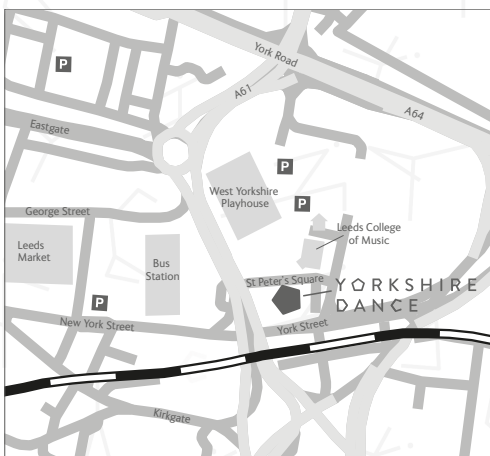 York Road
P
A61
A64
Eastgate
P
West Yorkshire
Playhouse
P
George Street
Leeds College
of Music
Leeds
Market
Bus
Station
St Peter's Square
YORKSHIRE
DANCE
P
New York Street
York Street
Kirkgate